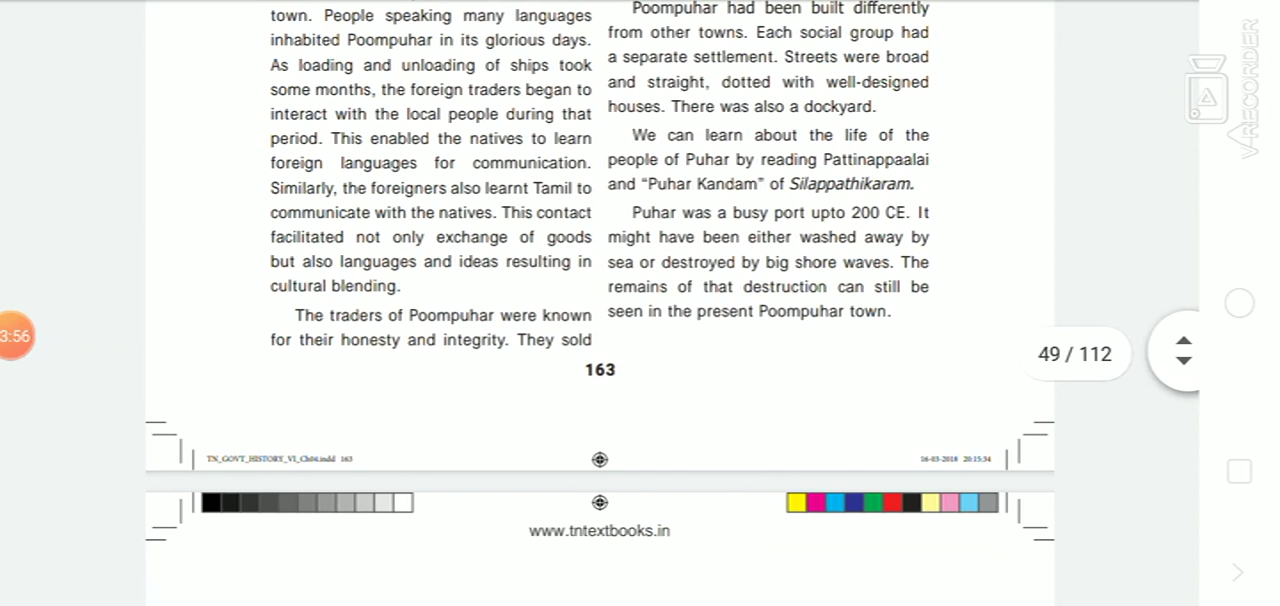 town. People speaking many languages
inhabited Poompuhar in its glorious days.
As loading and unloading of ships took
some months, the foreign traders began to
interact with the local people during that
period. This enabled the natives to learn
foreign languages for communication.
Similarly, the foreigners also learnt Tamil to
communicate with the natives. This contact
facilitated not only exchange of goods
but also languages and ideas resulting in
cultural blending.
The traders of Poompuhar were known
for their honesty and integrity. They sold
Poompuhar had been built differently
from other towns. Each social group had
a separate settlement. Streets were broad
and straight, dotted with well-designed
houses. There was also a dockyard.
We can learn about the life of the
people of Puhar by reading Pattinappaalai
and “Puhar Kandam” of Silappathikaram.
Puhar was a busy port upto 200 CE. It
might have been either washed away by
sea or destroyed by big shore waves. The
remains of that destruction can still be
seen in the present Poompuhar town.
163
TN_GOVT_HISTORY_VI_Ch04.indd 163
16-03-2018 20:15:34
www.tntextbooks.in
3:56
49 / 112
VRECORDER